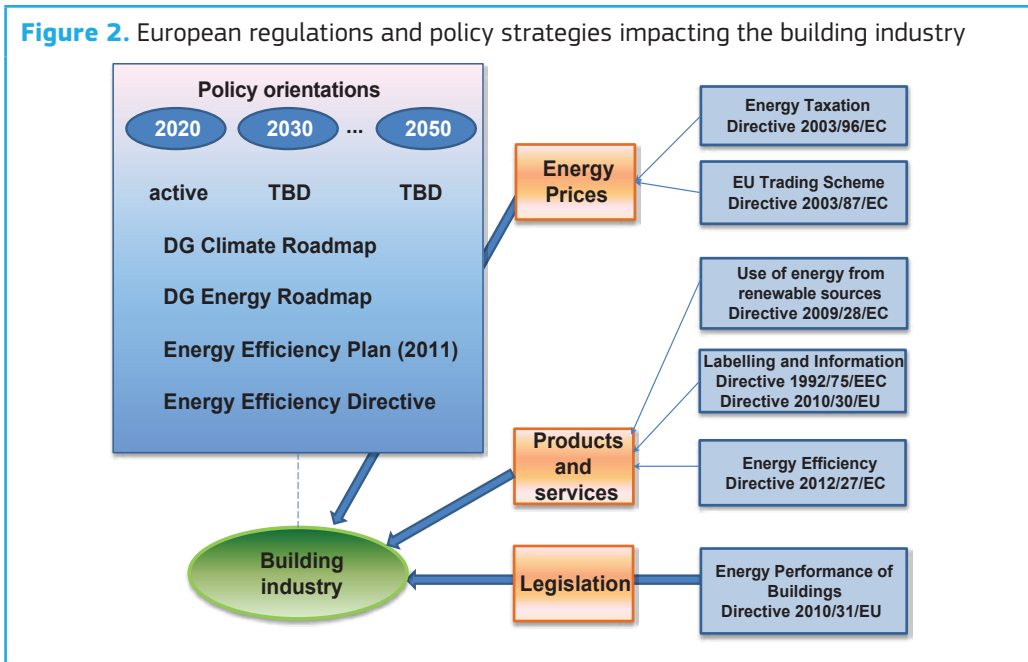 Figure 2. European regulations and policy strategies impacting the building industry
Policy orientations
2020 2030 ... 2050
active TBD TBD
DG Climate Roadmap
DG Energy Roadmap
Energy Efficiency Plan (2011)
Energy Efficiency Directive
Energy
Prices
Energy Taxation
Directive 2003/96/EC
EU Trading Scheme
Directive 2003/87/EC
Use of energy from
renewable sources
Directive 2009/28/EC
Labelling and Information
Directive 1992/75/EEC
Directive 2010/30/EU
Products
and
services
Energy Efficiency
Directive 2012/27/EC
Building
industry
Legislation
Energy Performance of
Buildings
Directive 2010/31/EU